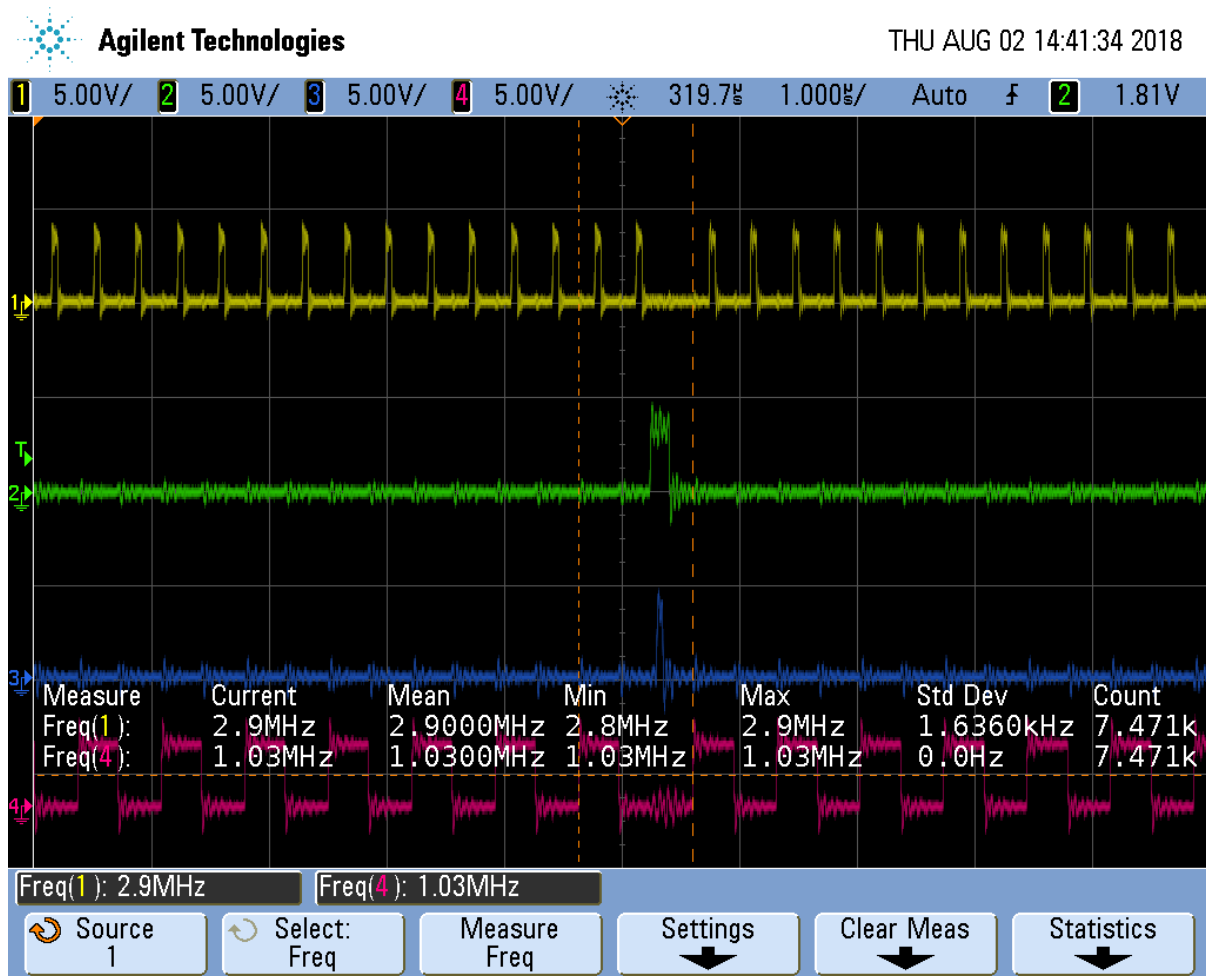 Agilent Technologies THU AUG 02 14:41:34 2018
1 5.00V/ 2 5.00V/ 3 5.00V/ 4 5.00V/ 319.7µs 1.000µs/ Auto 2 1.81V
1
T
2
3
Measure Current Mean Min Max Std Dev Count
Freq(1): 2.9MHz 2.9000MHz 2.8MHz 2.9MHz 1.6360kHz 7.471k
Freq(4): 1.03MHz 1.0300MHz 1.03MHz 1.03MHz 0.0Hz 7.471k
4
Freq(1): 2.9MHz Freq(4): 1.03MHz
Source Select: Measure Settings Clear Meas Statistics
1 Freq Freq